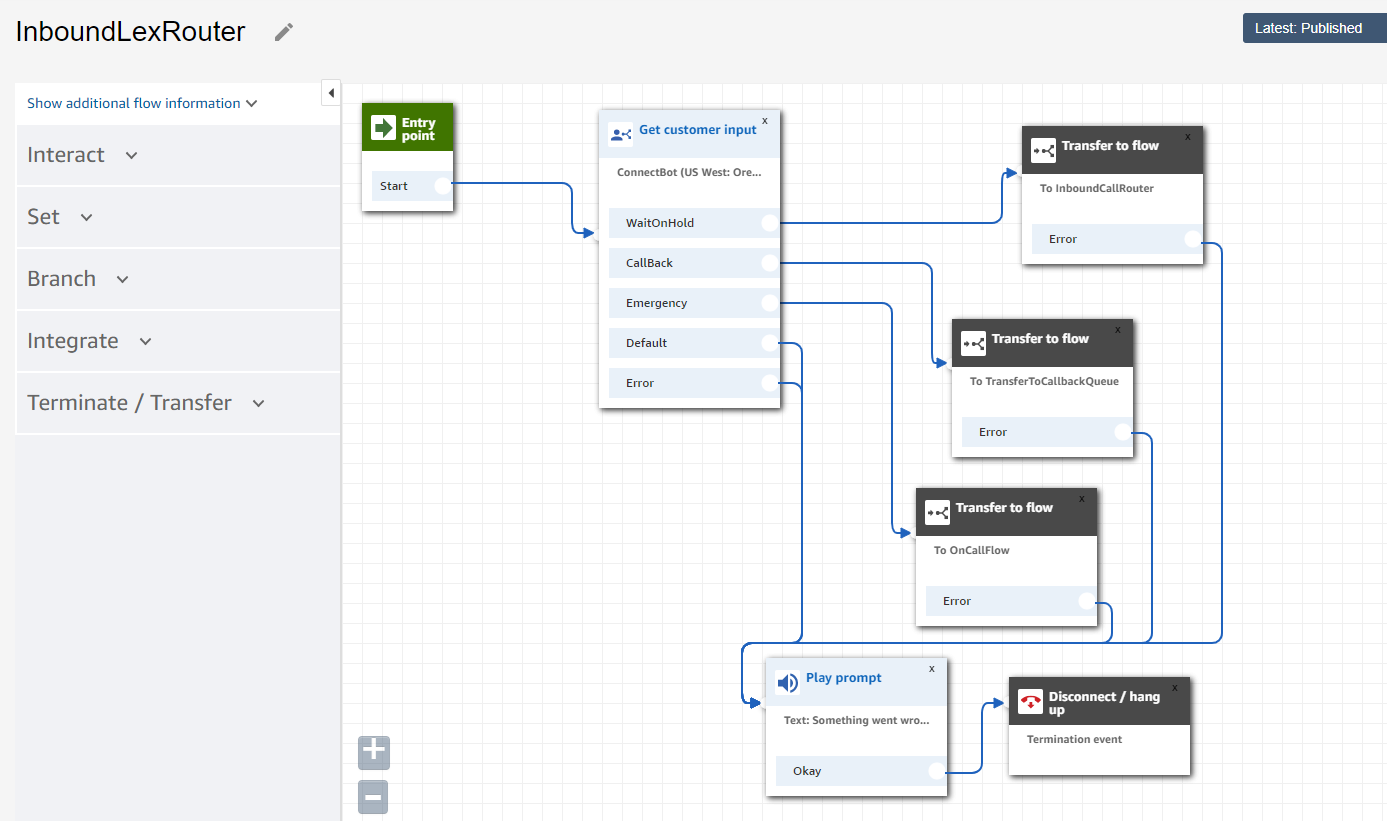 InboundLexRouter
Latest: Published
Show additional flow information
Interact
Set
Branch
Integrate
Terminate / Transfer
Entry
point
Start
Get customer input
x
ConnectBot (US West: Ore...
WaitOnHold
CallBack
Emergency
Default
Error
Transfer to flow
x
To InboundCallRouter
Error
Transfer to flow
x
To TransferToCallbackQueue
Error
Transfer to flow
x
To OnCallFlow
Error
Play prompt
x
Text: Something went wro...
Okay
Disconnect / hang
up
x
Termination event